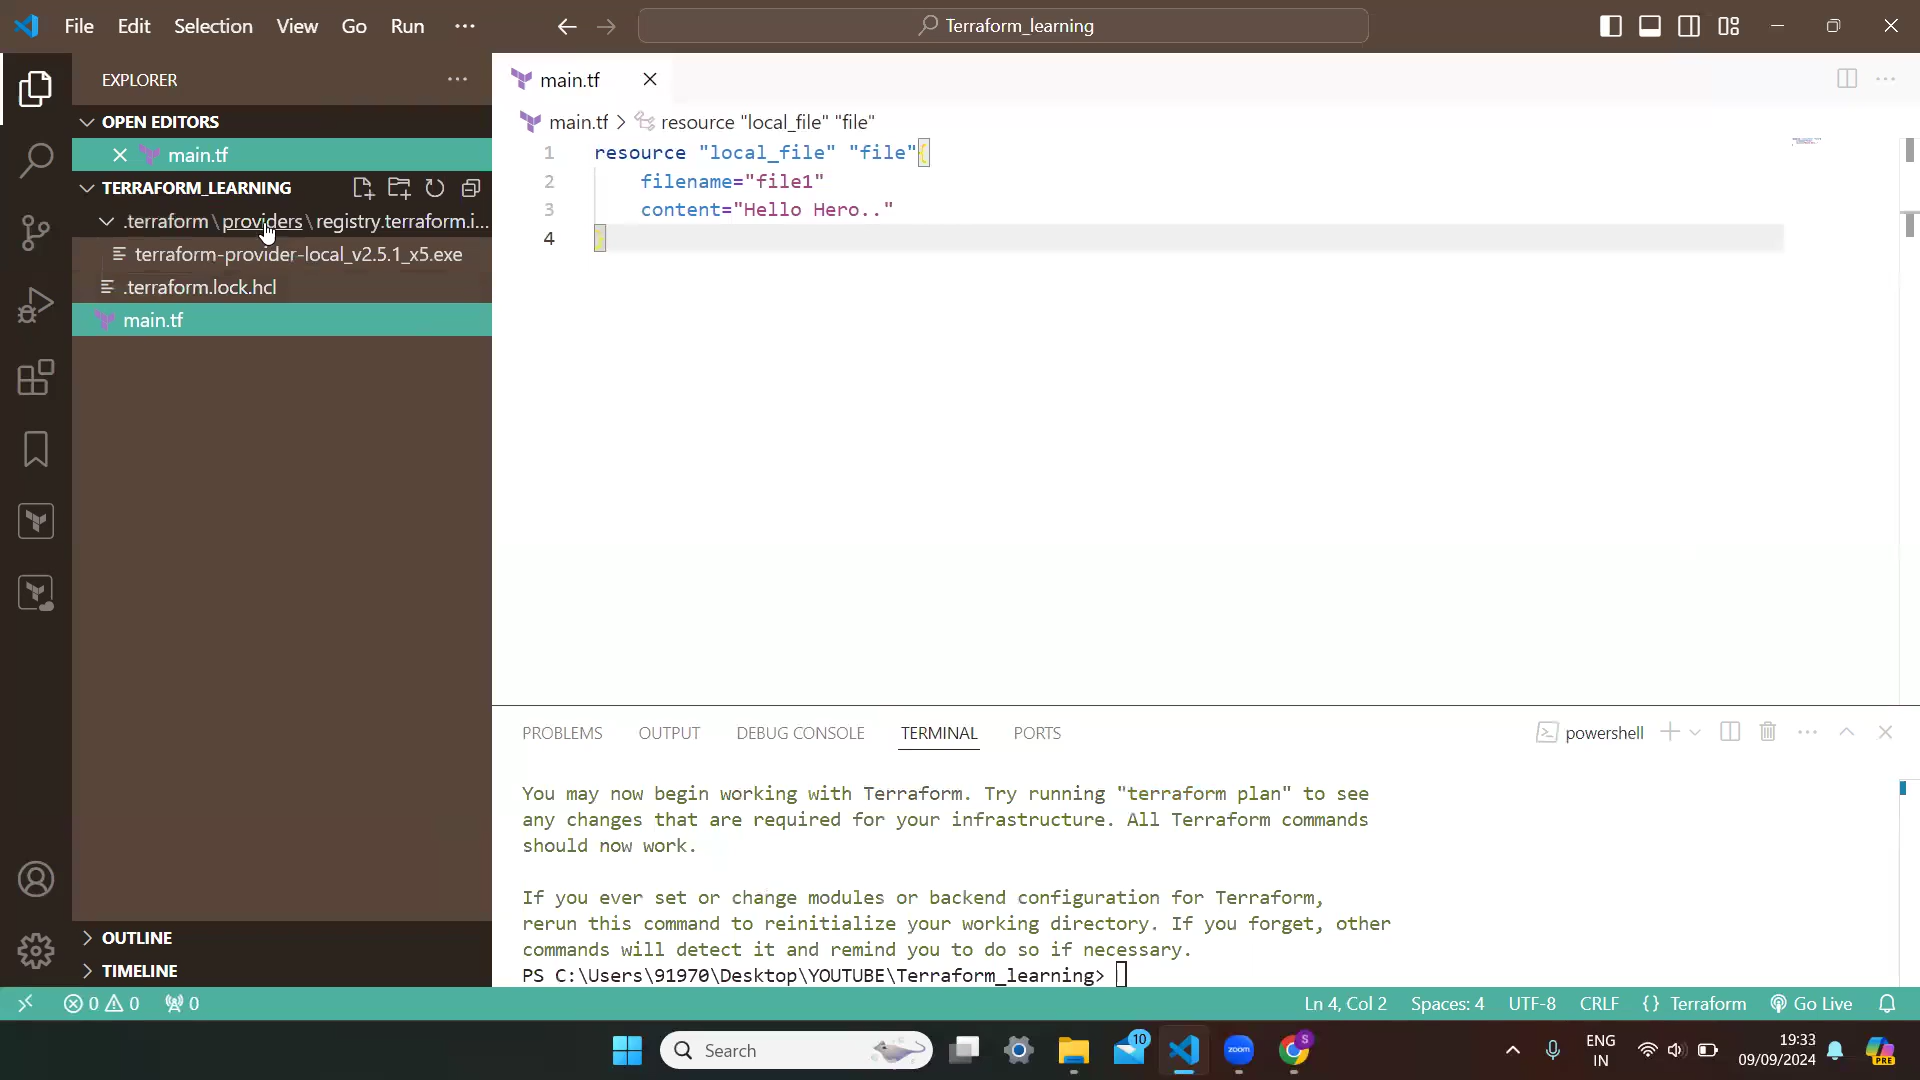 File Edit Selection View Go Run ...
Terraform_learning
EXPLORER
OPEN EDITORS
main.tf
TERRAFORM_LEARNING
.terraform\providers\registry.terraform.i...
terraform-provider-local_v2.5.1_x5.exe
.terraform.lock.hcl
main.tf
OUTLINE
TIMELINE
main.tf
main.tf > resource "local_file" "file"
1 resource "local_file" "file"{
2 filename="file1"
3 content="Hello Hero.."
4 }
PROBLEMS OUTPUT DEBUG CONSOLE TERMINAL PORTS
powershell
You may now begin working with Terraform. Try running "terraform plan" to see
any changes that are required for your infrastructure. All Terraform commands
should now work.
If you ever set or change modules or backend configuration for Terraform,
rerun this command to reinitialize your working directory. If you forget, other
commands will detect it and remind you to do so if necessary.
PS C:\Users\91970\Desktop\YOUTUBE\Terraform_learning>
0 0 0
Ln 4, Col 2 Spaces: 4 UTF-8 CRLF {} Terraform Go Live
Search
10
zoom
S
ENG
IN
19:33
09/09/2024
PRE